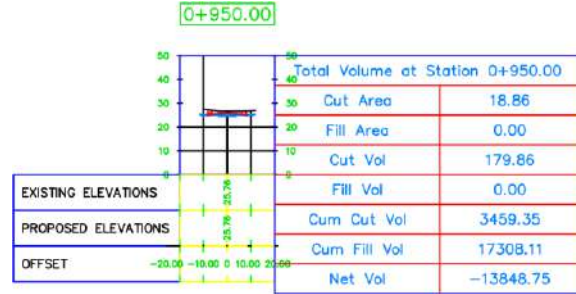 0+950.00
50 50
40 40
30 30
20 20
10 10
0 0
Total Volume at Station 0+950.00
Cut Area 18.86
Fill Area 0.00
Cut Vol 179.86
Fill Vol 0.00
Cum Cut Vol 3459.35
Cum Fill Vol 17308.11
Net Vol -13848.75
EXISTING ELEVATIONS 25.76
PROPOSED ELEVATIONS 25.76
OFFSET -20.00 -10.00 0 10.00 20.00